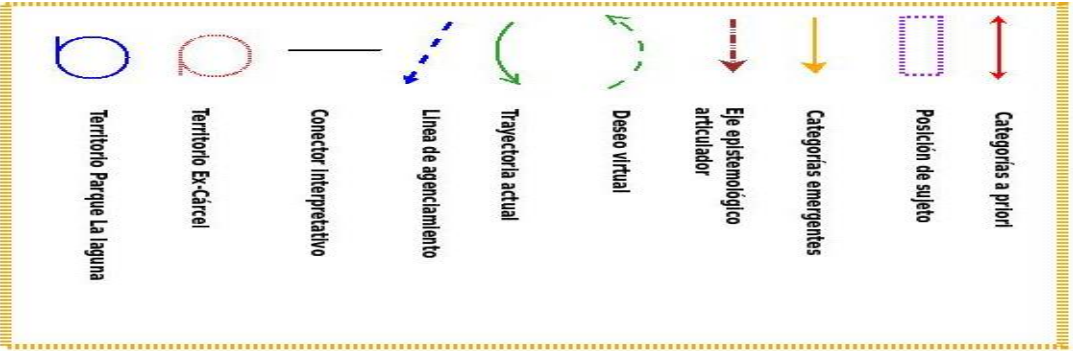 Categorías a priori
Posición de sujeto
Categorías emergentes
Eje epistemológico
articulador
Deseo virtual
Trayectoria actual
Línea de agenciamiento
Conector Interpretativo
Territorio Ex-Cárcel
Territorio Parque La laguna